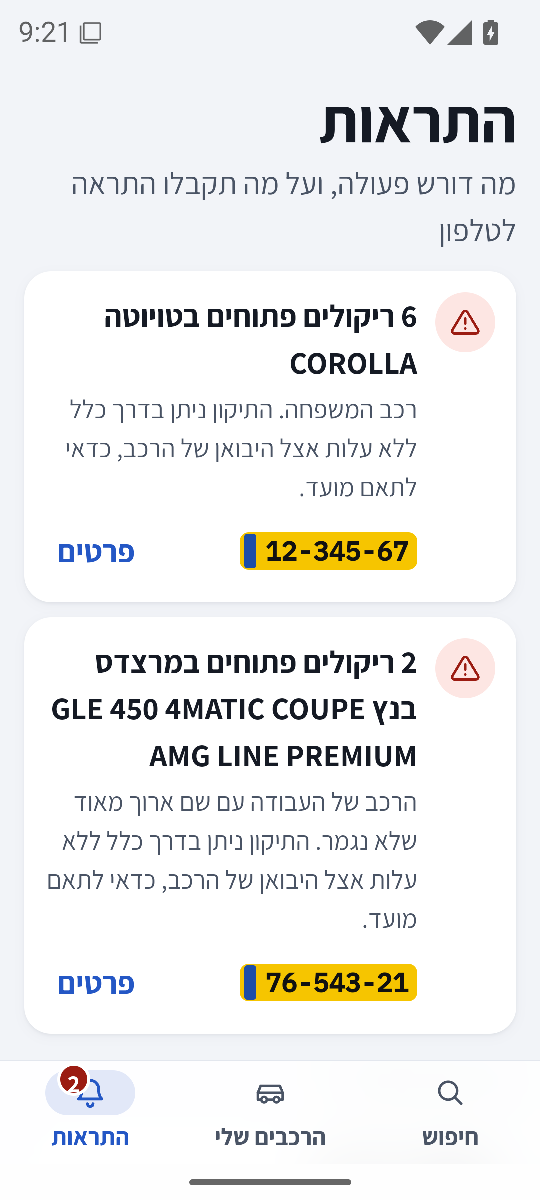 9:21
התראות
מה דורש פעולה, ועל מה תקבלו התראה
לטלפון
6 ריקולים פתוחים בטויוטה
COROLLA
רכב המשפחה. התיקון ניתן בדרך כלל
ללא עלות אצל היבואן של הרכב, כדאי
לתאם מועד.
12-345-67
פרטים
2 ריקולים פתוחים במרצדס
בנץ GLE 450 4MATIC COUPE
AMG LINE PREMIUM
הרכב של העבודה עם שם ארוך מאוד
שלא נגמר. התיקון ניתן בדרך כלל ללא
עלות אצל היבואן של הרכב, כדאי לתאם
מועד.
76-543-21
פרטים
חיפוש
הרכבים שלי
2
התראות